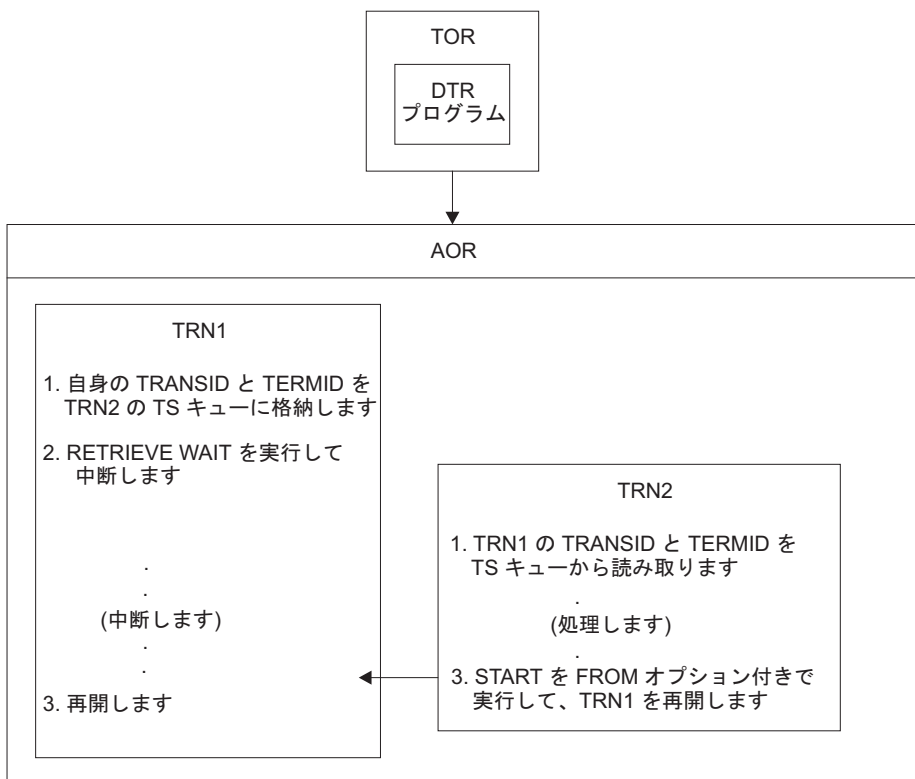 TOR
DTR
プログラム
AOR
TRN1
1. 自身の TRANSID と TERMID を
TRN2 の TS キューに格納します
2. RETRIEVE WAIT を実行して
中断します
.
.
(中断します)
.
.
3. 再開します
TRN2
1. TRN1 の TRANSID と TERMID を
TS キューから読み取ります
.
(処理します)
.
3. START を FROM オプション付きで
実行して、TRN1 を再開します